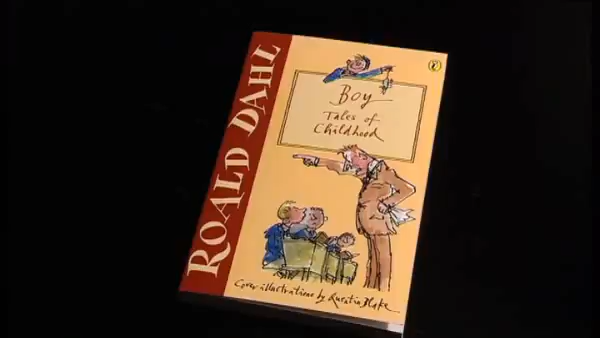 ROALD DAHL
Boy
Tales of
Childhood
Cover illustrations by Quentin Blake